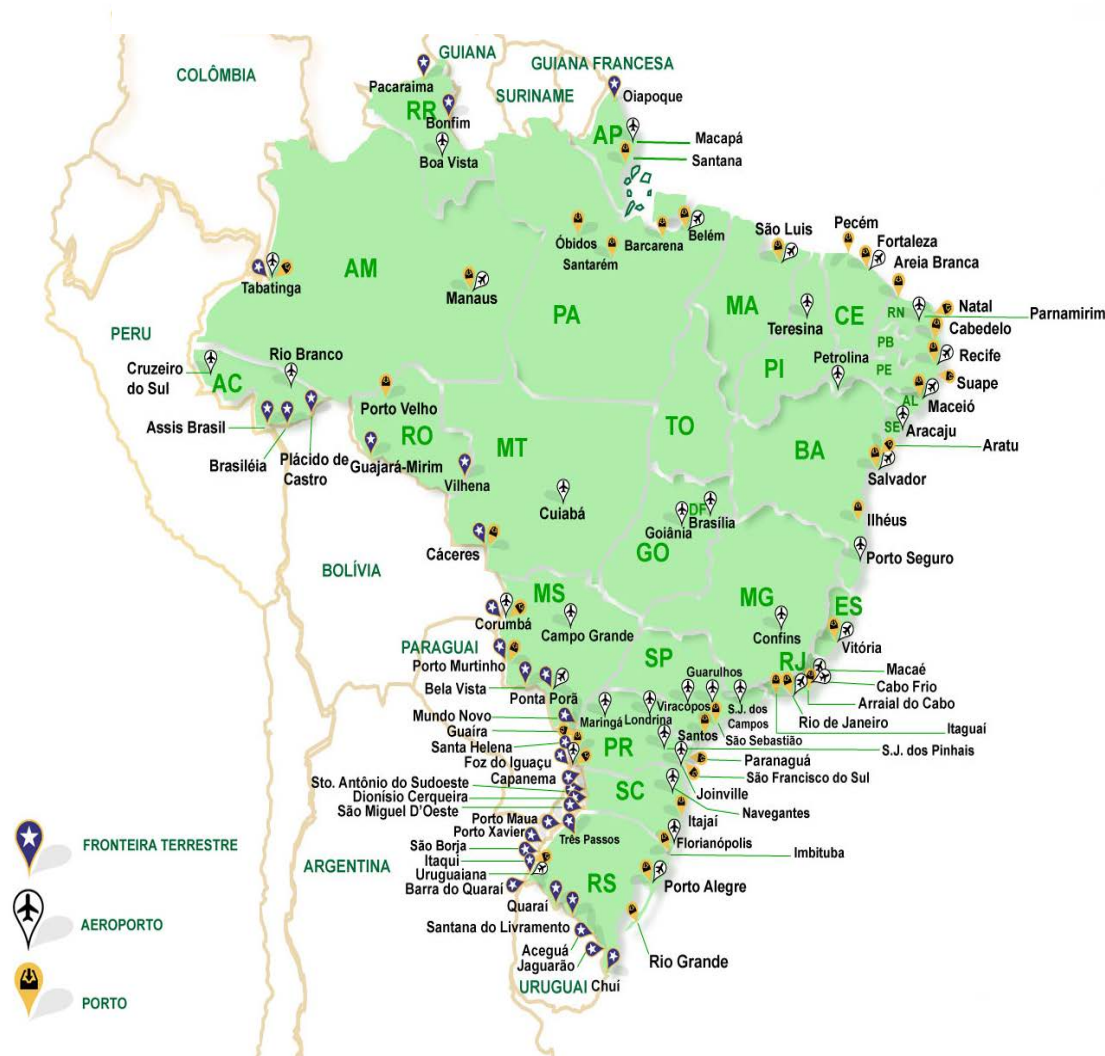 GUIANA
GUIANA FRANCESA
COLÔMBIA
SURINAME
Pacaraima
Oiapoque
RR
Bonfim
AP
Macapá
Boa Vista
Santana
Pecém
Óbidos
Barcarena
Belém
São Luis
Fortaleza
Santarém
Areia Branca
AM
Tabatinga
Manaus
PA
MA
Teresina
CE
RN
Natal
Parnamirim
Cabedelo
PERU
PB
Rio Branco
Petrolina
Recife
Cruzeiro
do Sul
AC
PI
PE
Suape
Porto Velho
AL
Maceió
Assis Brasil
RO
MT
TO
BA
SE
Aracaju
Aratu
Brasiléia
Plácido de
Castro
Guajará-Mirim
Vilhena
Salvador
Cuiabá
DF
Brasília
Goiânia
Ilhéus
Cáceres
GO
Porto Seguro
BOLÍVIA
MS
MG
ES
Corumbá
Campo Grande
Confins
Vitória
PARAGUAI
SP
RJ
Porto Murtinho
Guarulhos
Macaé
Cabo Frio
Bela Vista
Ponta Porã
Viracopos
S.J. dos
Campos
Arraial do Cabo
Mundo Novo
Maringá
Londrina
Rio de Janeiro
Guaíra
Santos
São Sebastião
Itaguaí
Santa Helena
PR
S.J. dos Pinhais
Foz do Iguaçu
Paranaguá
Capanema
São Francisco do Sul
Sto. Antônio do Sudoeste
SC
Joinville
Dionísio Cerqueira
Navegantes
São Miguel D'Oeste
Itajaí
Porto Maua
Porto Xavier
Três Passos
Florianópolis
São Borja
Imbituba
FRONTEIRA TERRESTRE
ARGENTINA
Itaqui
Uruguaiana
RS
Barra do Quaraí
Porto Alegre
Quaraí
AEROPORTO
Santana do Livramento
Aceguá
Jaguarão
Rio Grande
URUGUAI
Chuí
PORTO